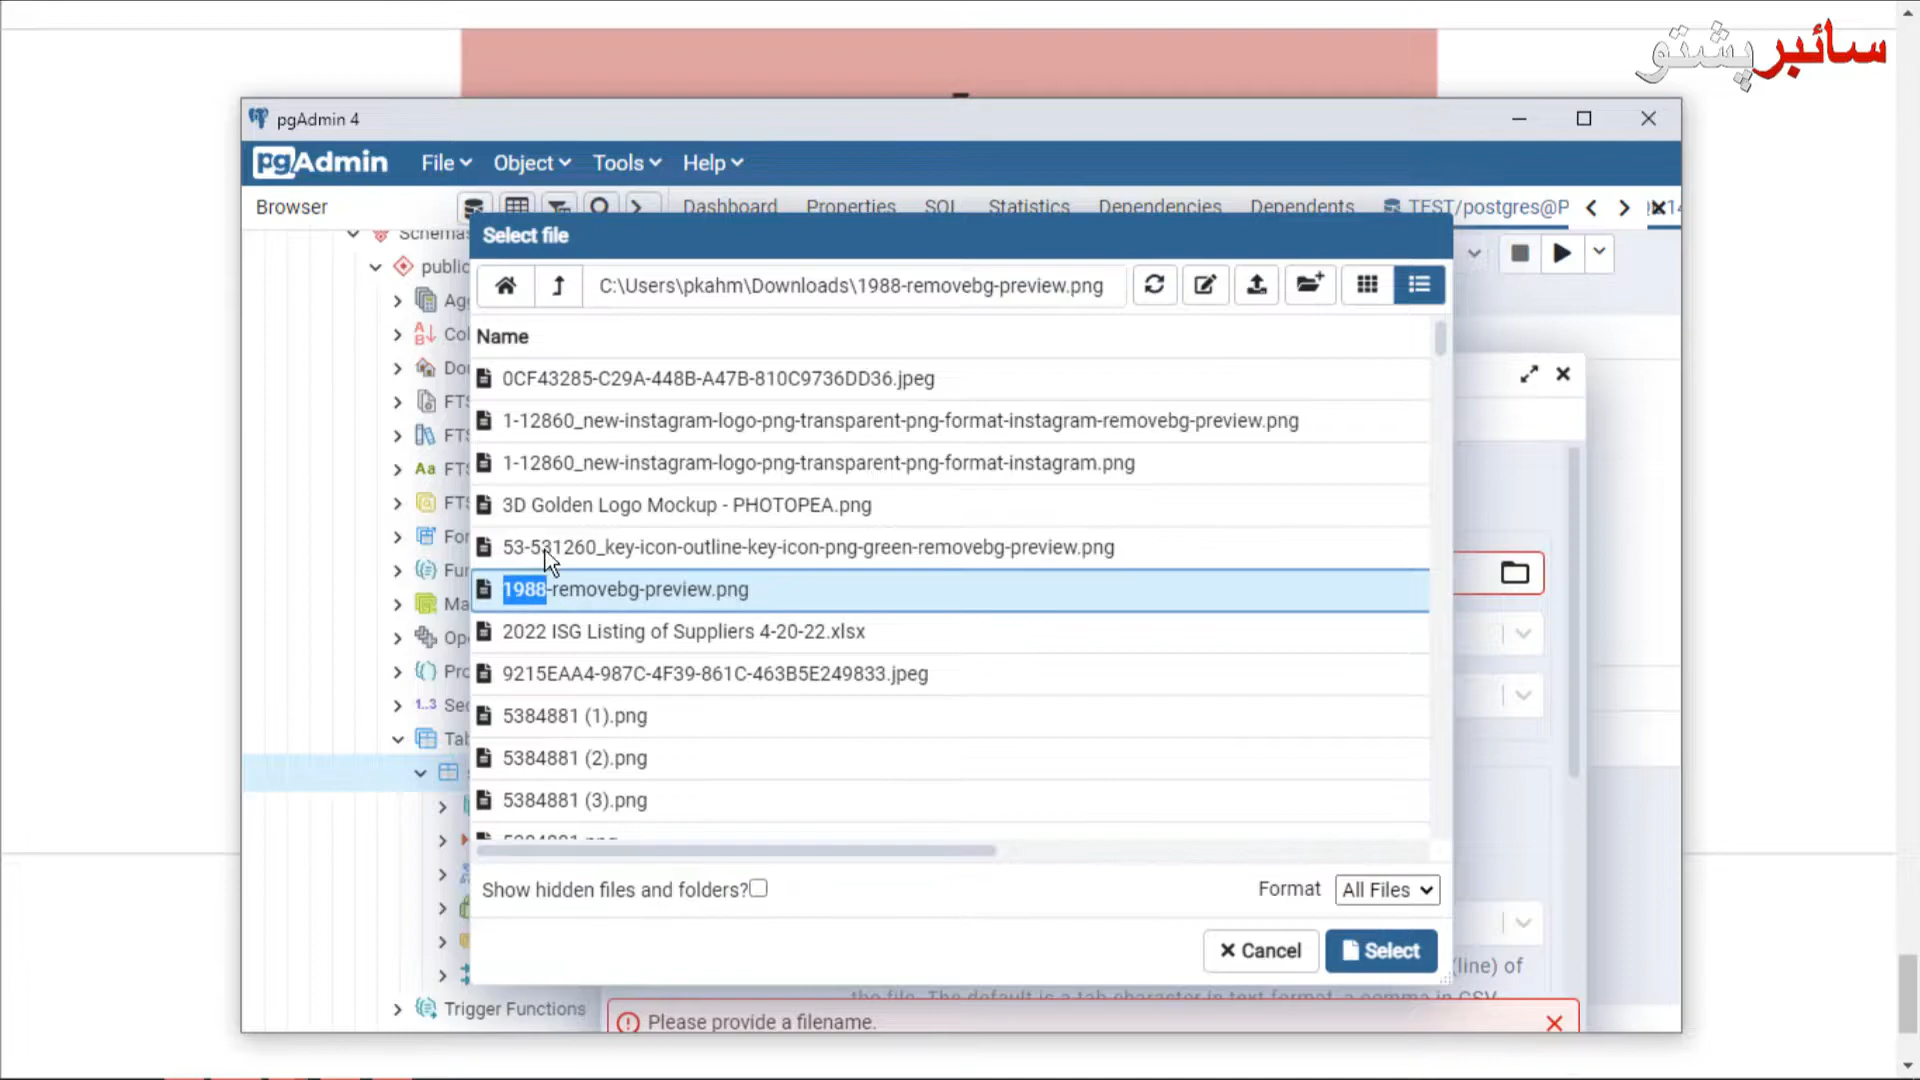 سائبر پشتو
pgAdmin 4
pgAdmin File Object Tools Help
Browser Dashboard Properties SQL Statistics Dependencies Dependents TEST/postgres@P
Schemas
Select file
public
C:\Users\pkahm\Downloads\1988-removebg-preview.png
Name
0CF43285-C29A-448B-A47B-810C9736DD36.jpeg
1-12860_new-instagram-logo-png-transparent-png-format-instagram-removebg-preview.png
1-12860_new-instagram-logo-png-transparent-png-format-instagram.png
3D Golden Logo Mockup - PHOTOPEA.png
53-531260_key-icon-outline-key-icon-png-green-removebg-preview.png
1988-removebg-preview.png
2022 ISG Listing of Suppliers 4-20-22.xlsx
9215EAA4-987C-4F39-861C-463B5E249833.jpeg
5384881 (1).png
5384881 (2).png
5384881 (3).png
Show hidden files and folders? Format All Files
Cancel Select
(line) of
Trigger Functions
Please provide a filename.